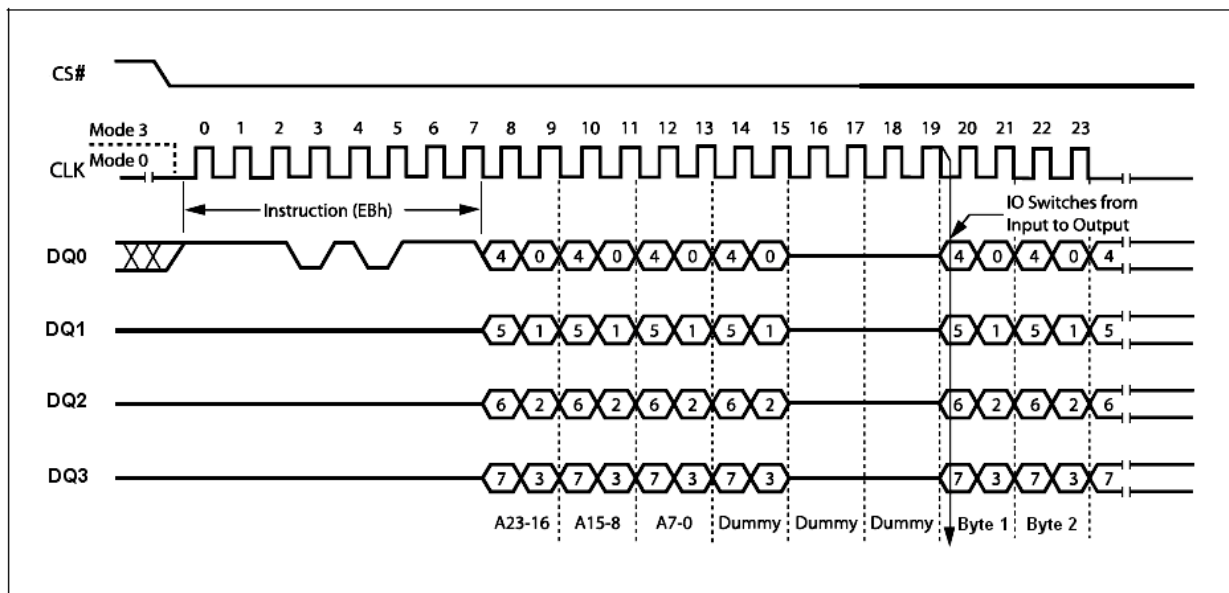 CS#
Mode 3
0 1 2 3 4 5 6 7 8 9 10 11 12 13 14 15 16 17 18 19 20 21 22 23
Mode 0
CLK
Instruction (EBh)
IO Switches from
Input to Output
DQ0 4 0 4 0 4 0 4 0 4 0 4 0 4
DQ1 5 1 5 1 5 1 5 1 5 1 5 1 5
DQ2 6 2 6 2 6 2 6 2 6 2 6 2 6
DQ3 7 3 7 3 7 3 7 3 7 3 7 3 7
A23-16 A15-8 A7-0 Dummy Dummy Dummy Byte 1 Byte 2